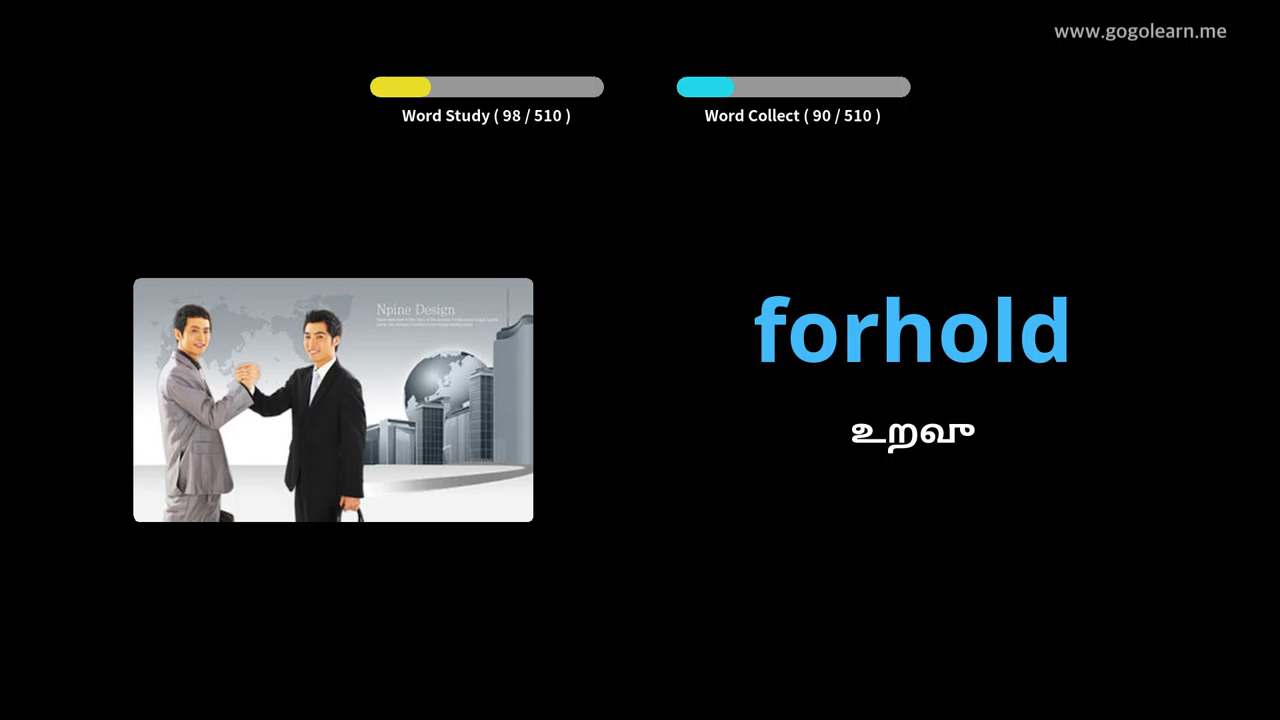 www.gogolearn.me
Word Study ( 98 / 510 )
Word Collect ( 90 / 510 )
Npine Design
forhold
உறவு